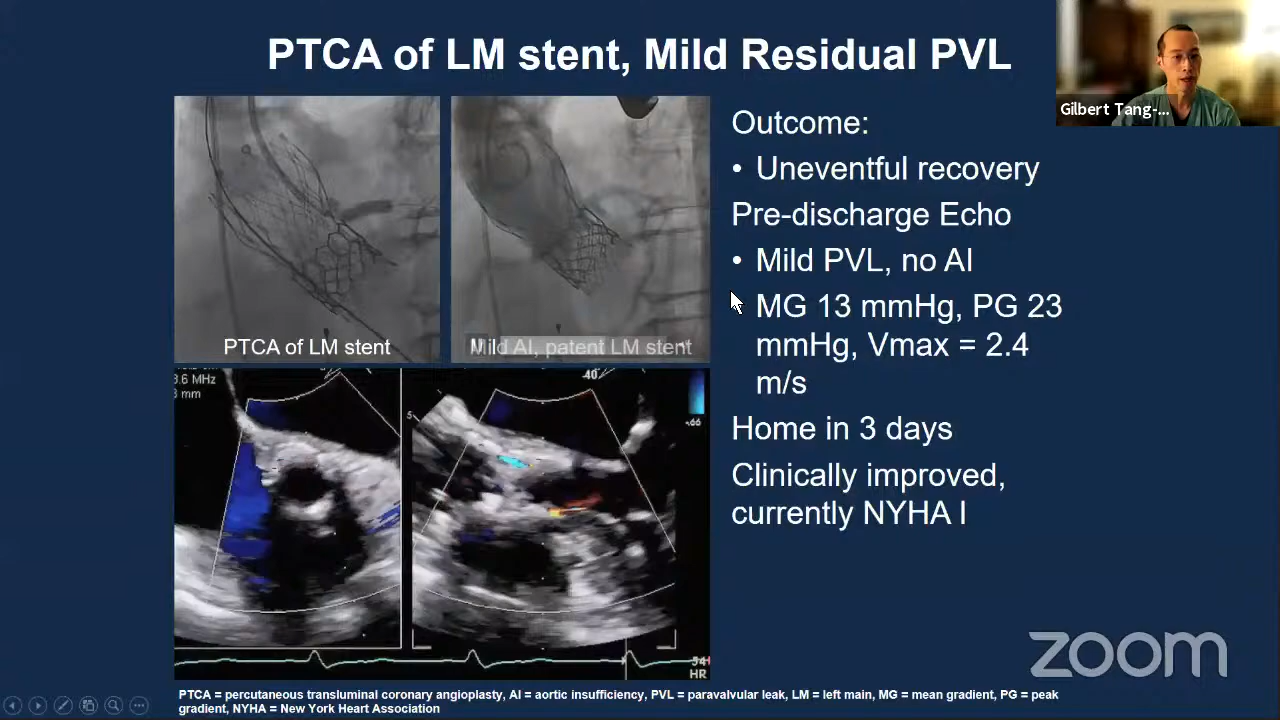 PTCA of LM stent, Mild Residual PVL
Gilbert Tang-...
PTCA of LM stent
Mild AI, patent LM stent
Outcome:
• Uneventful recovery
Pre-discharge Echo
• Mild PVL, no AI
MG 13 mmHg, PG 23
mmHg, Vmax = 2.4
m/s
Home in 3 days
Clinically improved,
currently NYHA I
3.6 MHz
3 mm
5
-40
-.66
54
HR
zoom
PTCA = percutaneous transluminal coronary angioplasty, AI = aortic insufficiency, PVL = paravalvular leak, LM = left main, MG = mean gradient, PG = peak
gradient, NYHA = New York Heart Association